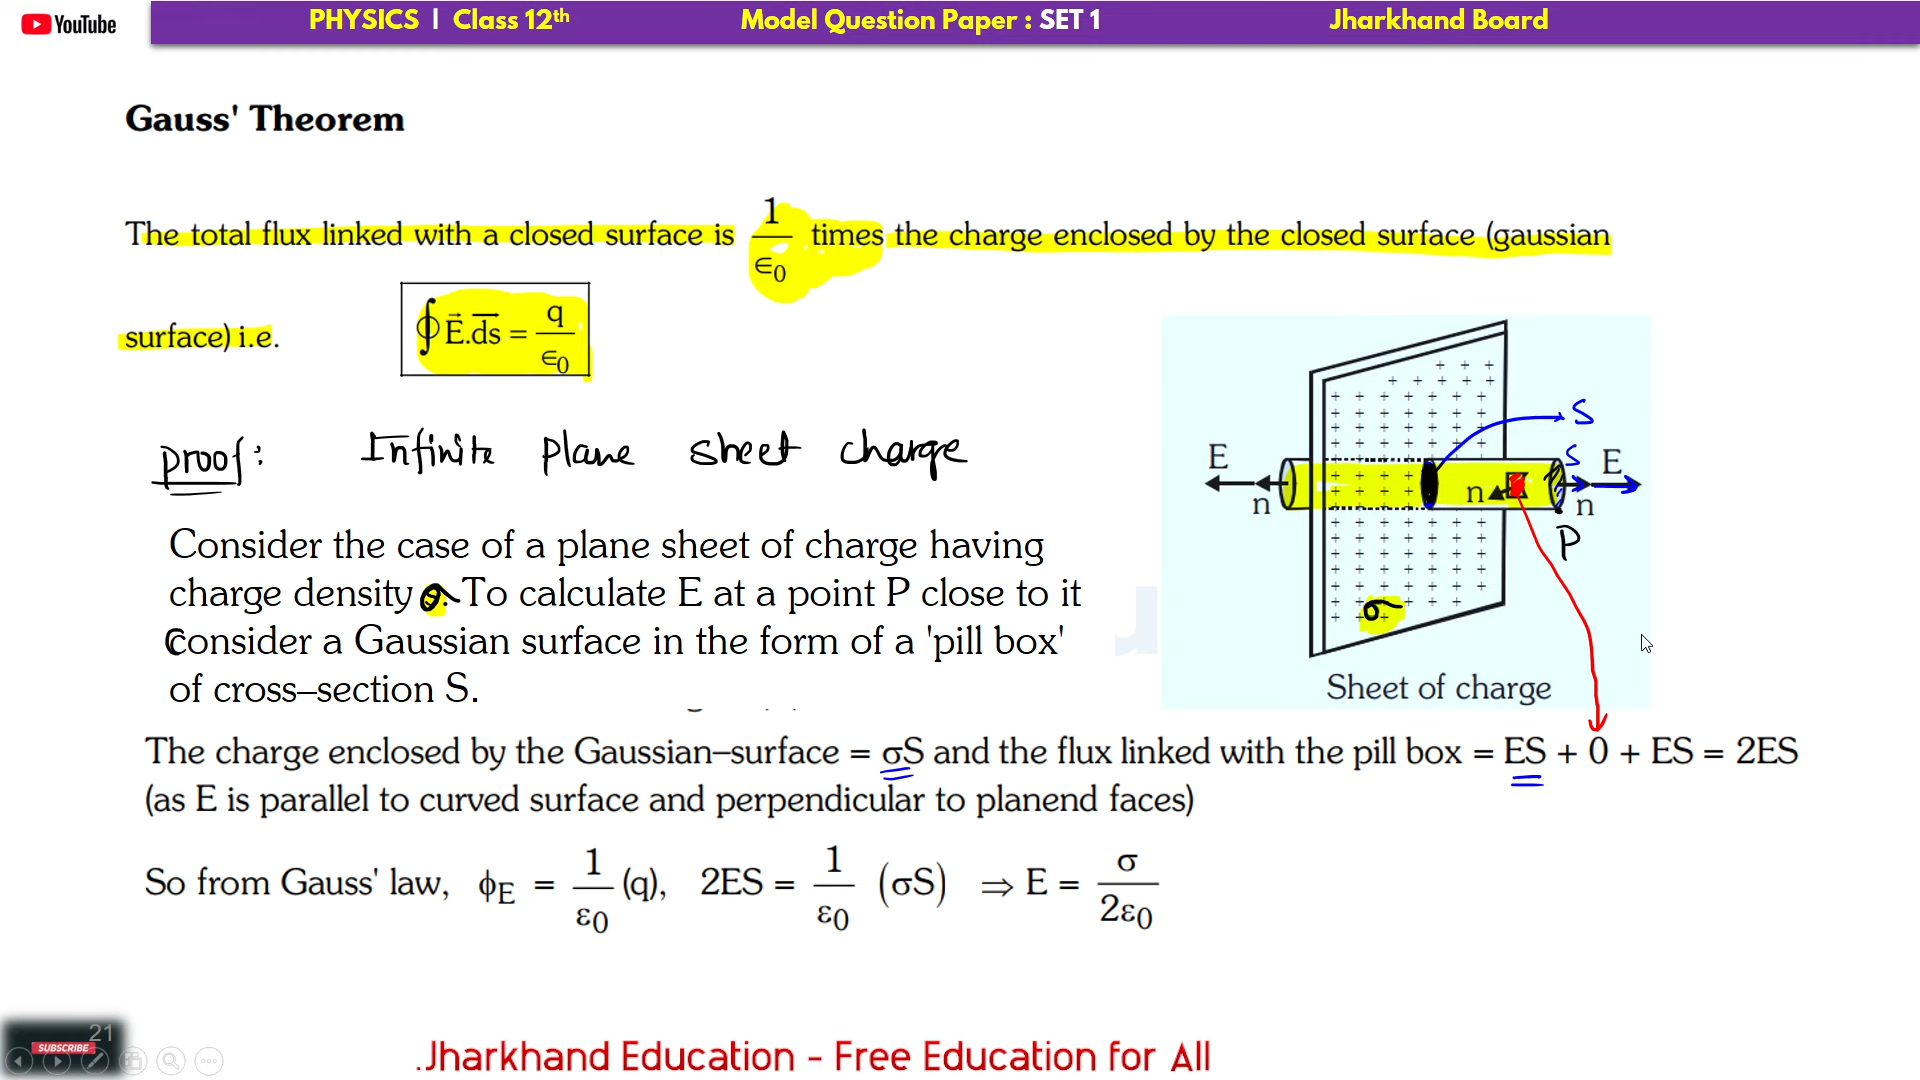 YouTube
PHYSICS | Class 12th Model Question Paper : SET 1 Jharkhand Board
Gauss' Theorem
The total flux linked with a closed surface is 1/∈0 times the charge enclosed by the closed surface (gaussian
surface) i.e. ∮E⃗.d⃗s = q/∈0
Proof: Infinite plane sheet charge
Consider the case of a plane sheet of charge having
charge density σ. To calculate E at a point P close to it
Consider a Gaussian surface in the form of a 'pill box'
of cross–section S.
S
S
E
E
n
n
n
P
σ
Sheet of charge
The charge enclosed by the Gaussian–surface = σS and the flux linked with the pill box = ES + 0 + ES = 2ES
(as E is parallel to curved surface and perpendicular to planend faces)
So from Gauss' law, ϕE = 1/ε0 (q), 2ES = 1/ε0 (σS) ⇒ E = σ/2ε0
21
SUBSCRIBE
.Jharkhand Education - Free Education for All